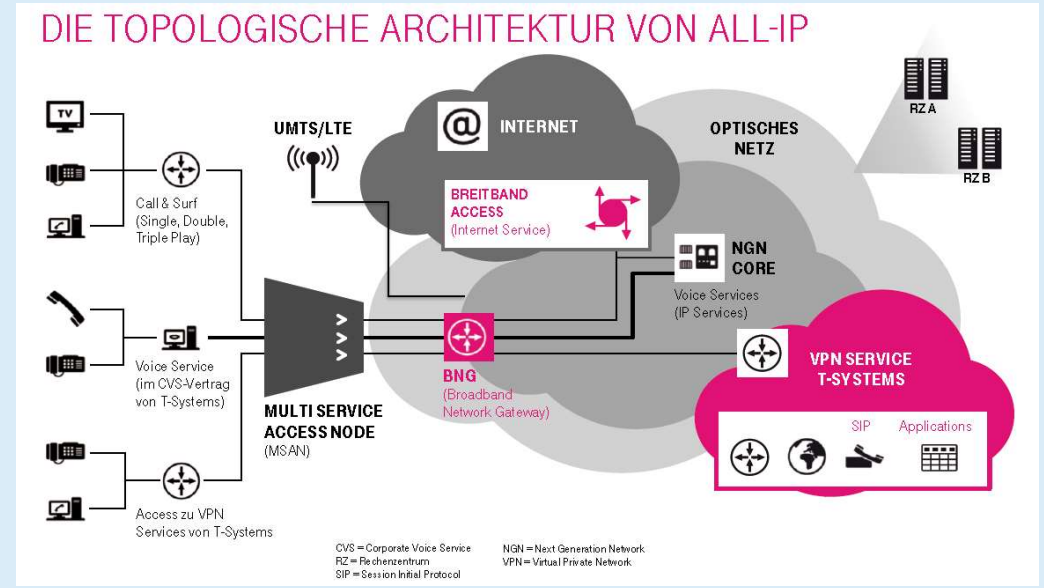 DIE TOPOLOGISCHE ARCHITEKTUR VON ALL-IP
TV
Call & Surf
(Single, Double,
Triple Play)
Voice Service
(im CVS-Vertrag
von T-Systems)
Access zu VPN
Services von T-Systems
UMTS/LTE
MULTI SERVICE
ACCESS NODE
(MSAN)
@
INTERNET
BREITBAND
ACCESS
(Internet Service)
BNG
(Broadband
Network Gateway)
OPTISCHES
NETZ
NGN
CORE
Voice Services
(IP Services)
RZ A
RZ B
VPN SERVICE
T-SYSTEMS
SIP
Applications
CVS = Corporate Voice Service
RZ = Rechenzentrum
SIP = Session Initial Protocol
NGN = Next Generation Network
VPN = Virtual Private Network